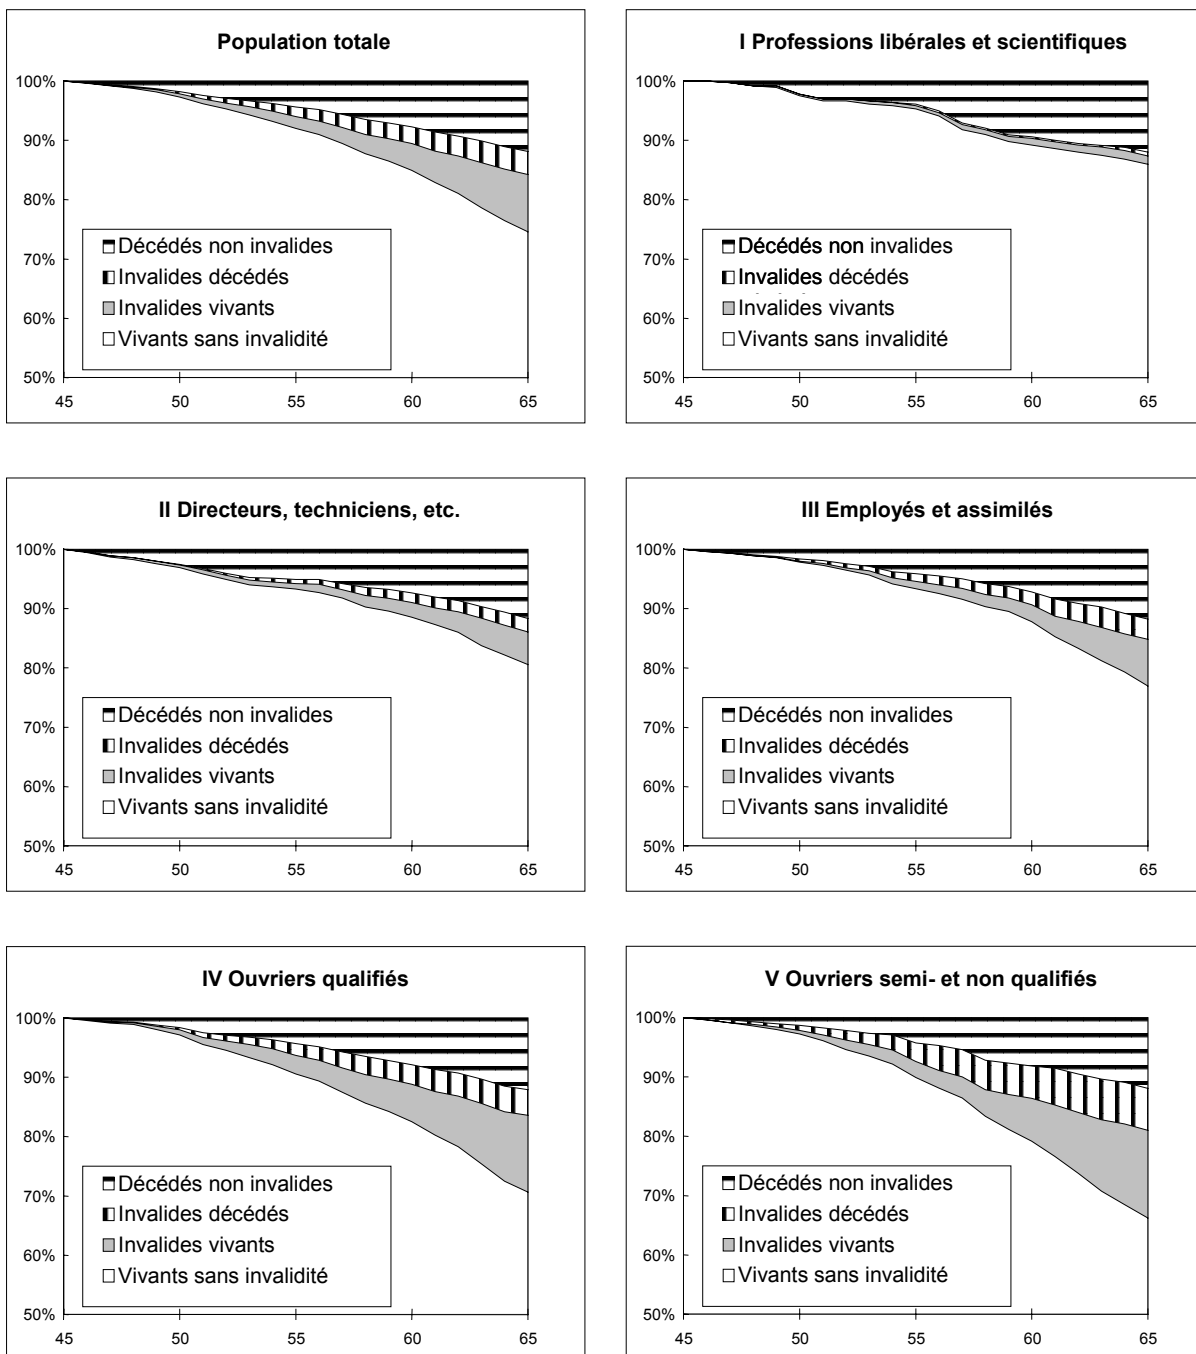 Population totale
100%
90%
80%
70%
60%
50%
Décédés non invalides
Invalides décédés
Invalides vivants
Vivants sans invalidité
45 50 55 60 65
I Professions libérales et scientifiques
100%
90%
80%
70%
60%
50%
Décédés non invalides
Invalides décédés
Invalides vivants
Vivants sans invalidité
45 50 55 60 65
II Directeurs, techniciens, etc.
100%
90%
80%
70%
60%
50%
Décédés non invalides
Invalides décédés
Invalides vivants
Vivants sans invalidité
45 50 55 60 65
III Employés et assimilés
100%
90%
80%
70%
60%
50%
Décédés non invalides
Invalides décédés
Invalides vivants
Vivants sans invalidité
45 50 55 60 65
IV Ouvriers qualifiés
100%
90%
80%
70%
60%
50%
Décédés non invalides
Invalides décédés
Invalides vivants
Vivants sans invalidité
45 50 55 60 65
V Ouvriers semi- et non qualifiés
100%
90%
80%
70%
60%
50%
Décédés non invalides
Invalides décédés
Invalides vivants
Vivants sans invalidité
45 50 55 60 65